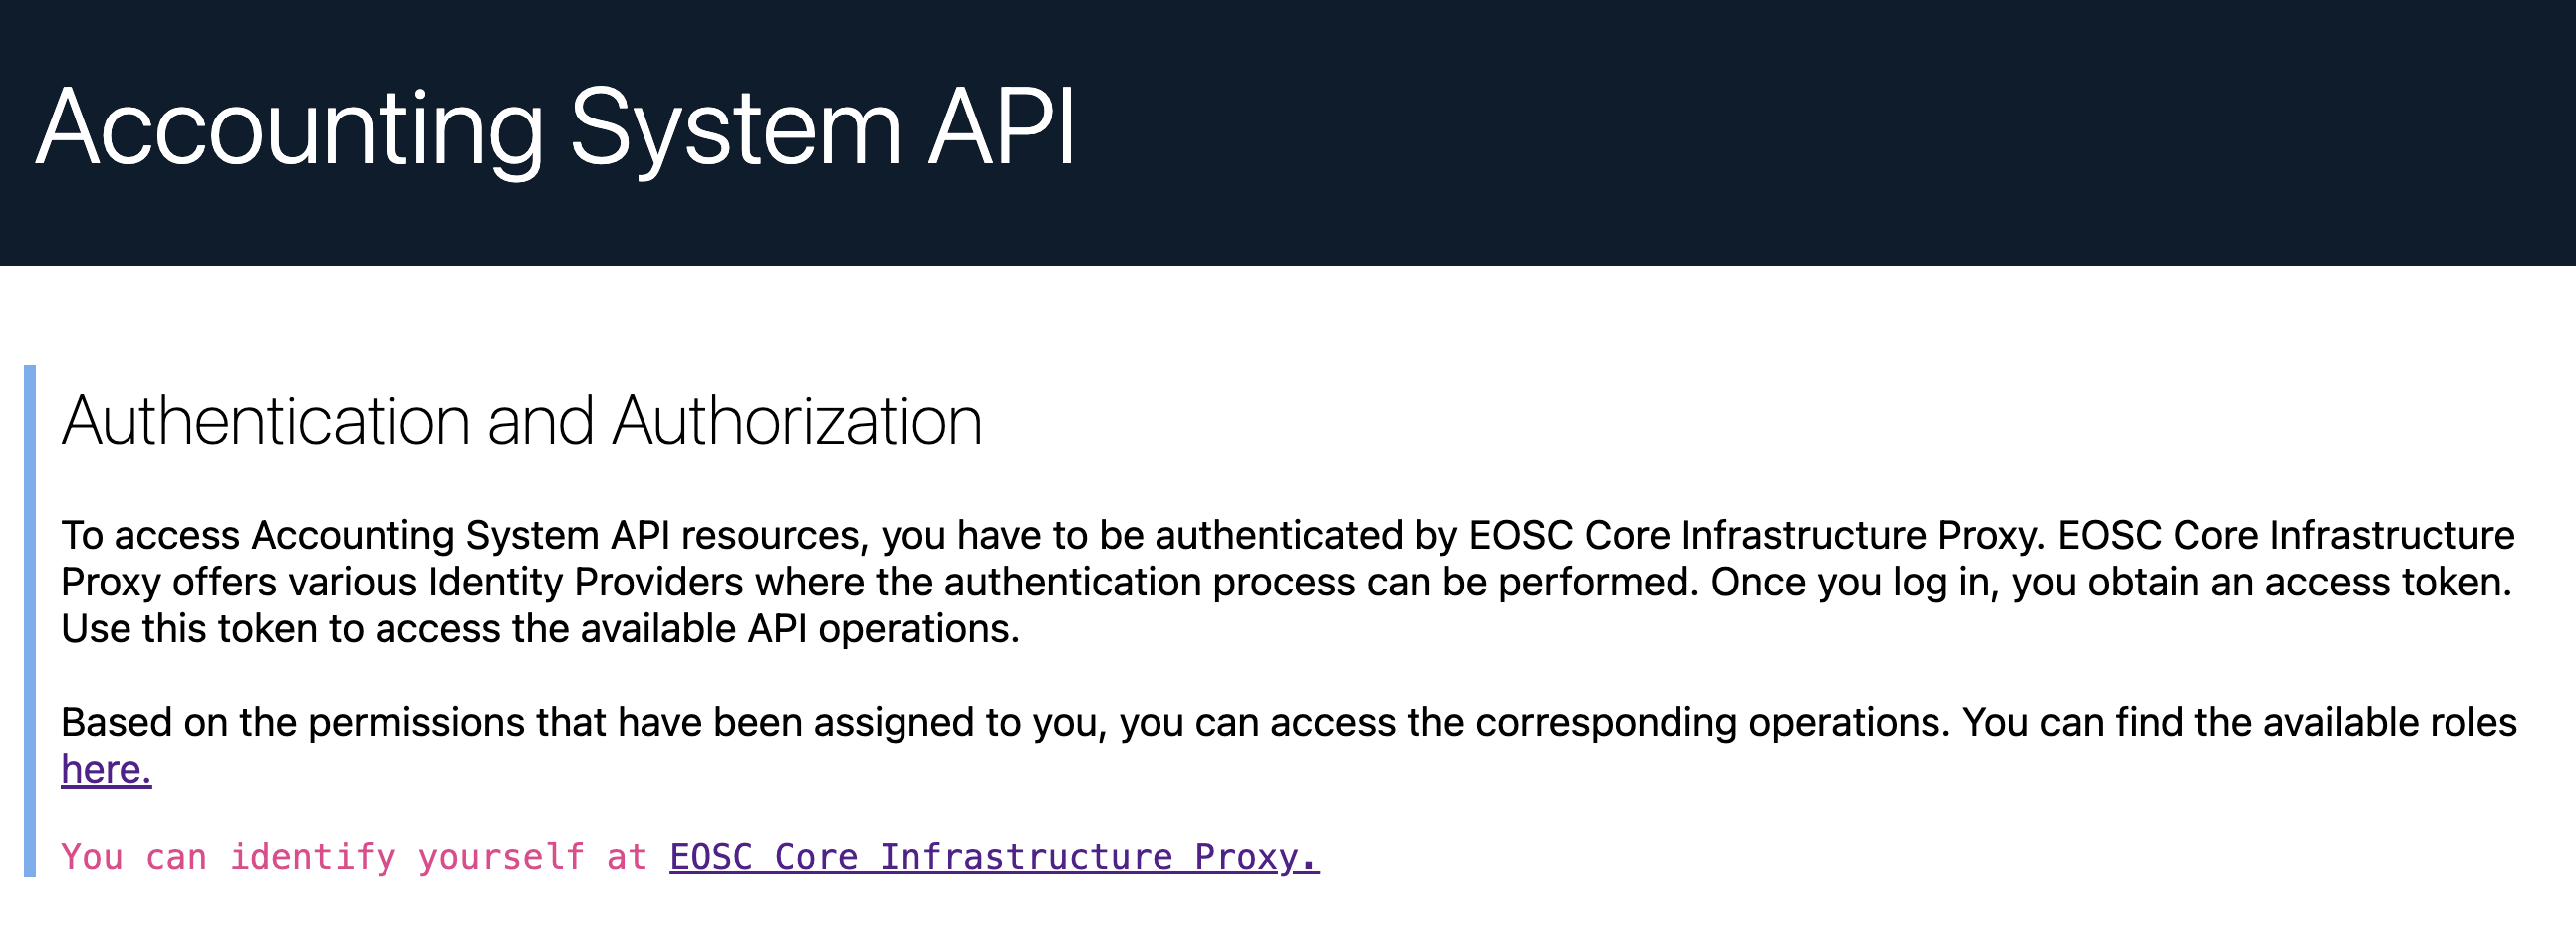 Accounting System API
Authentication and Authorization
To access Accounting System API resources, you have to be authenticated by EOSC Core Infrastructure Proxy. EOSC Core Infrastructure
Proxy offers various Identity Providers where the authentication process can be performed. Once you log in, you obtain an access token.
Use this token to access the available API operations.
Based on the permissions that have been assigned to you, you can access the corresponding operations. You can find the available roles
here.
You can identify yourself at EOSC Core Infrastructure Proxy.